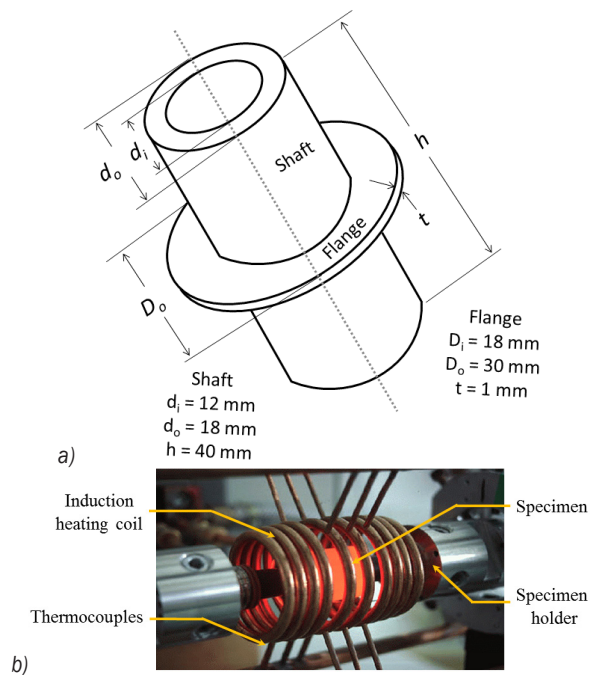 dₒ
dᵢ
Shaft
h
Flange
t
Dₒ
Flange
Dᵢ = 18 mm
Dₒ = 30 mm
t = 1 mm
Shaft
dᵢ = 12 mm
dₒ = 18 mm
h = 40 mm
a)
Induction
heating coil
Specimen
Thermocouples
Specimen
holder
b)